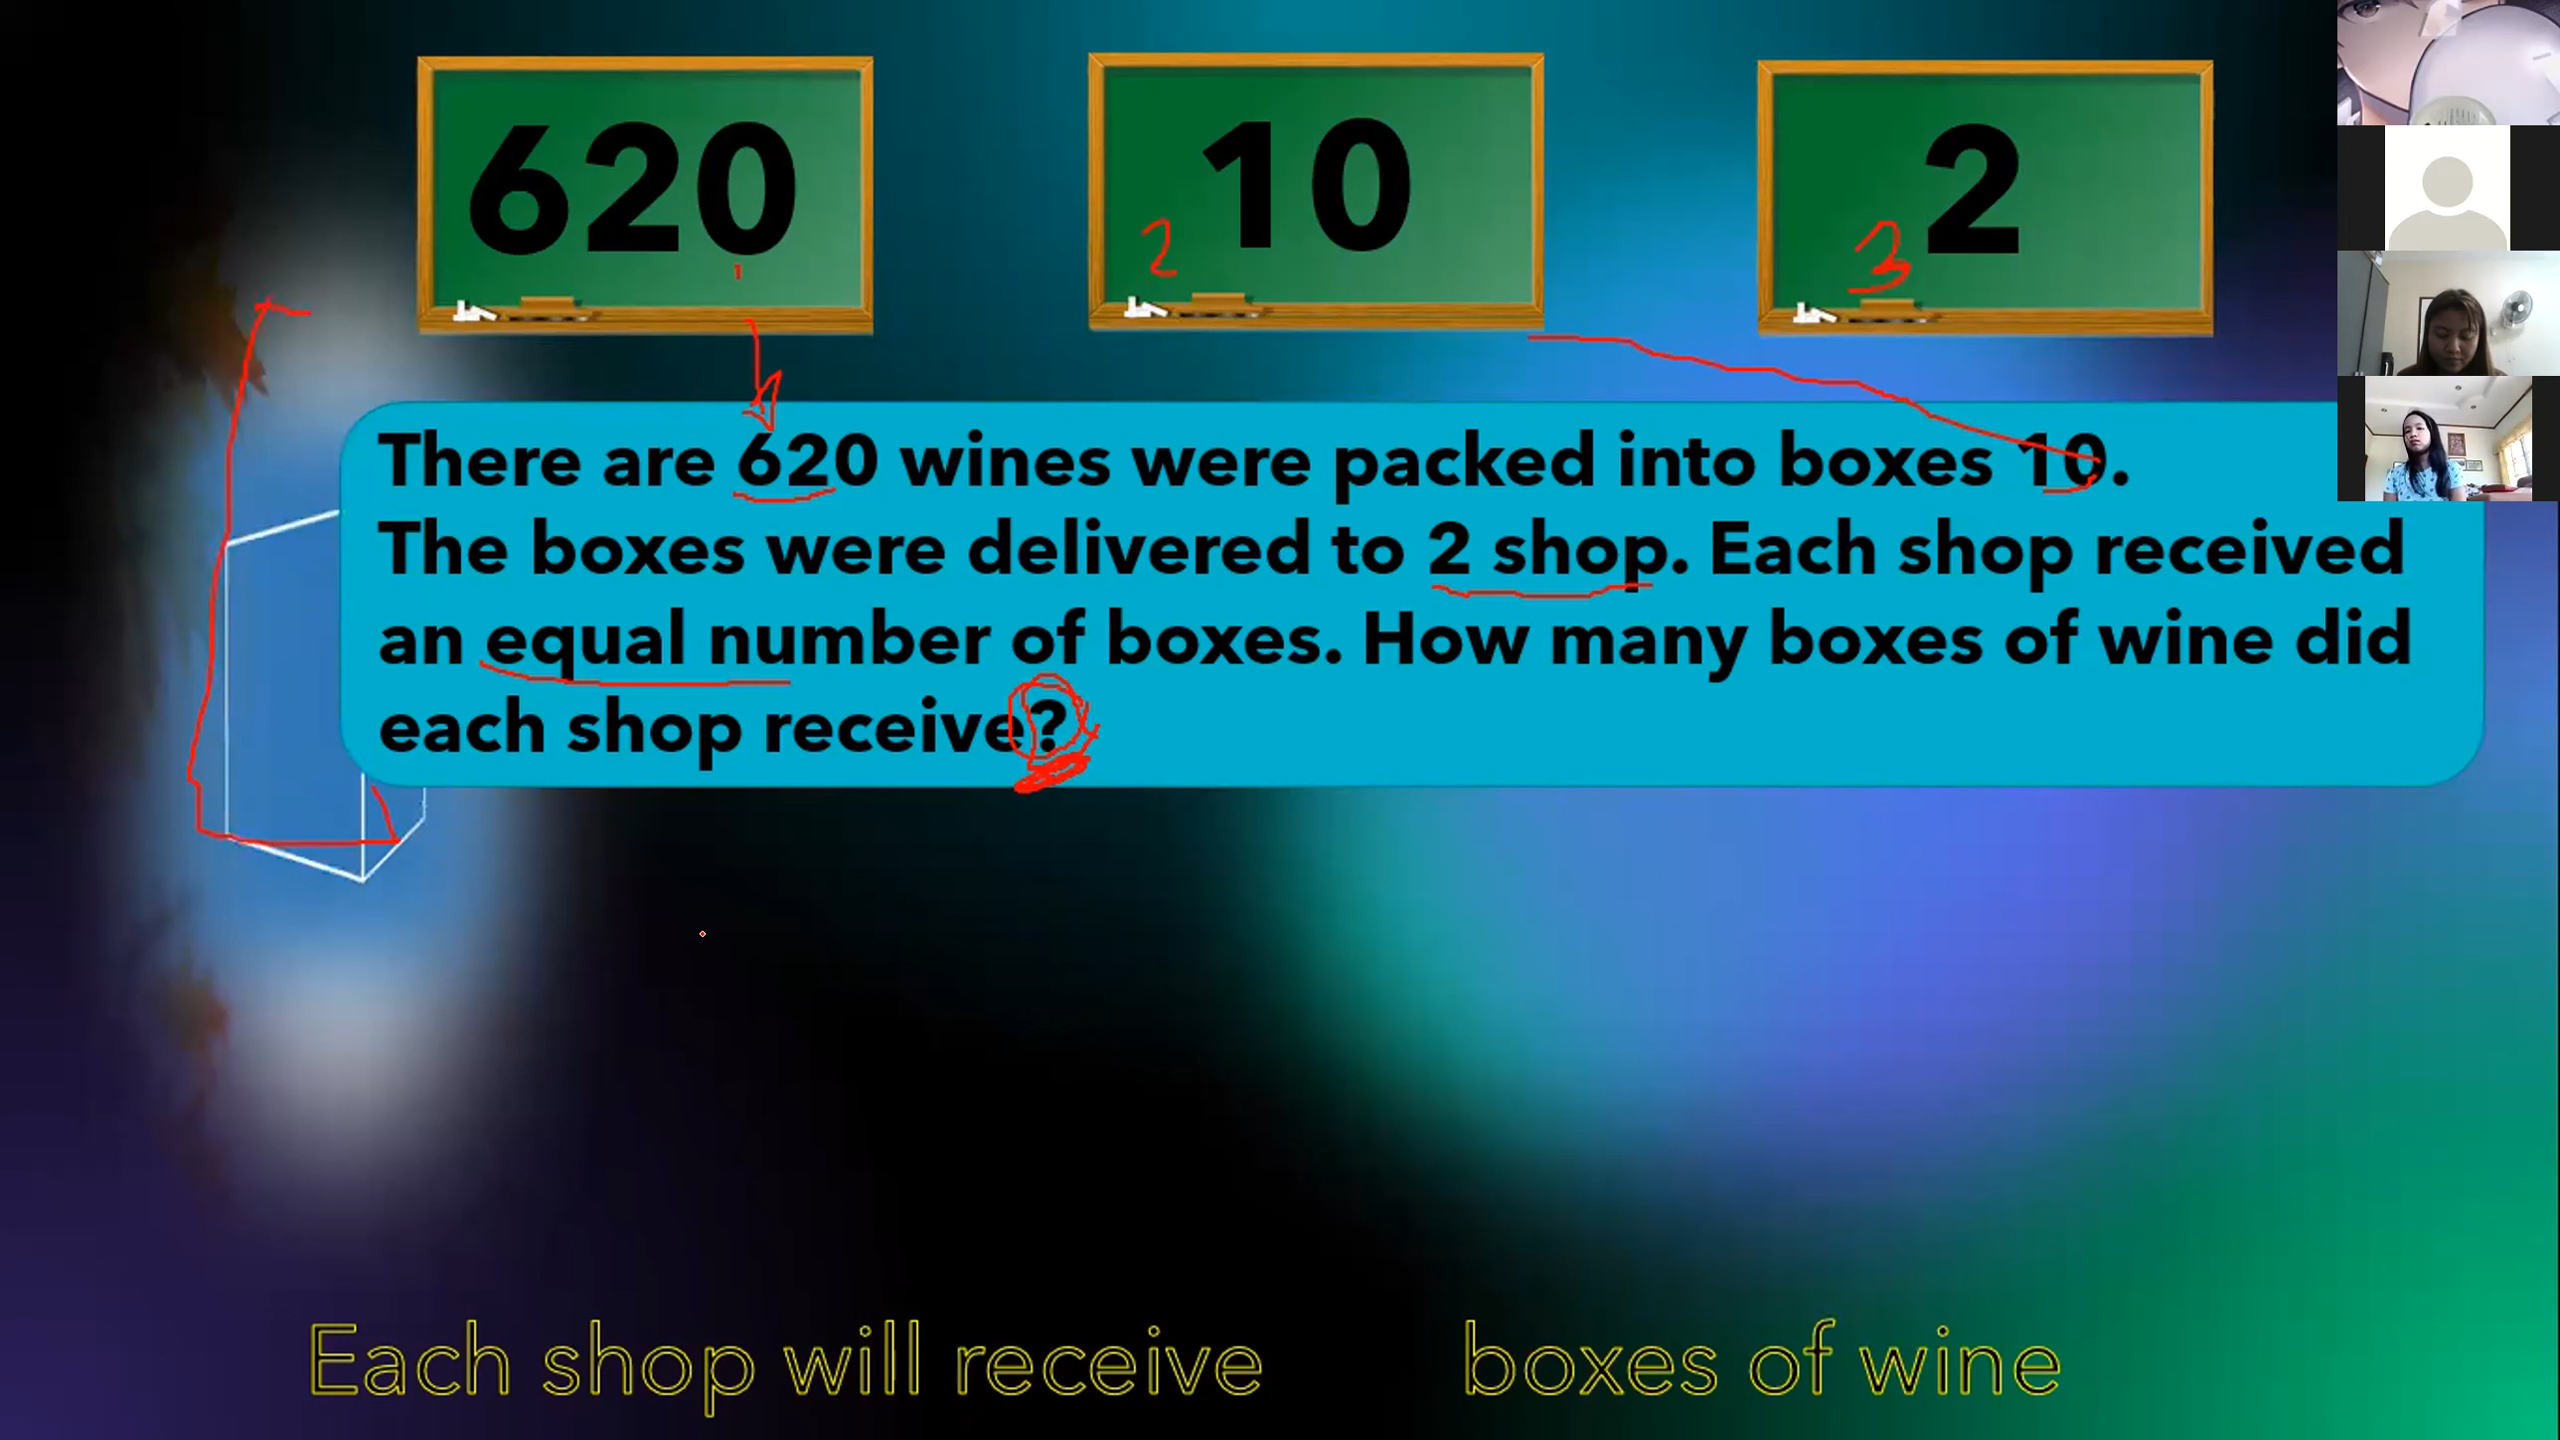 620
10
2
1
2
3
There are 620 wines were packed into boxes 10.
The boxes were delivered to 2 shop. Each shop received
an equal number of boxes. How many boxes of wine did
each shop receive?
Each shop will receive boxes of wine